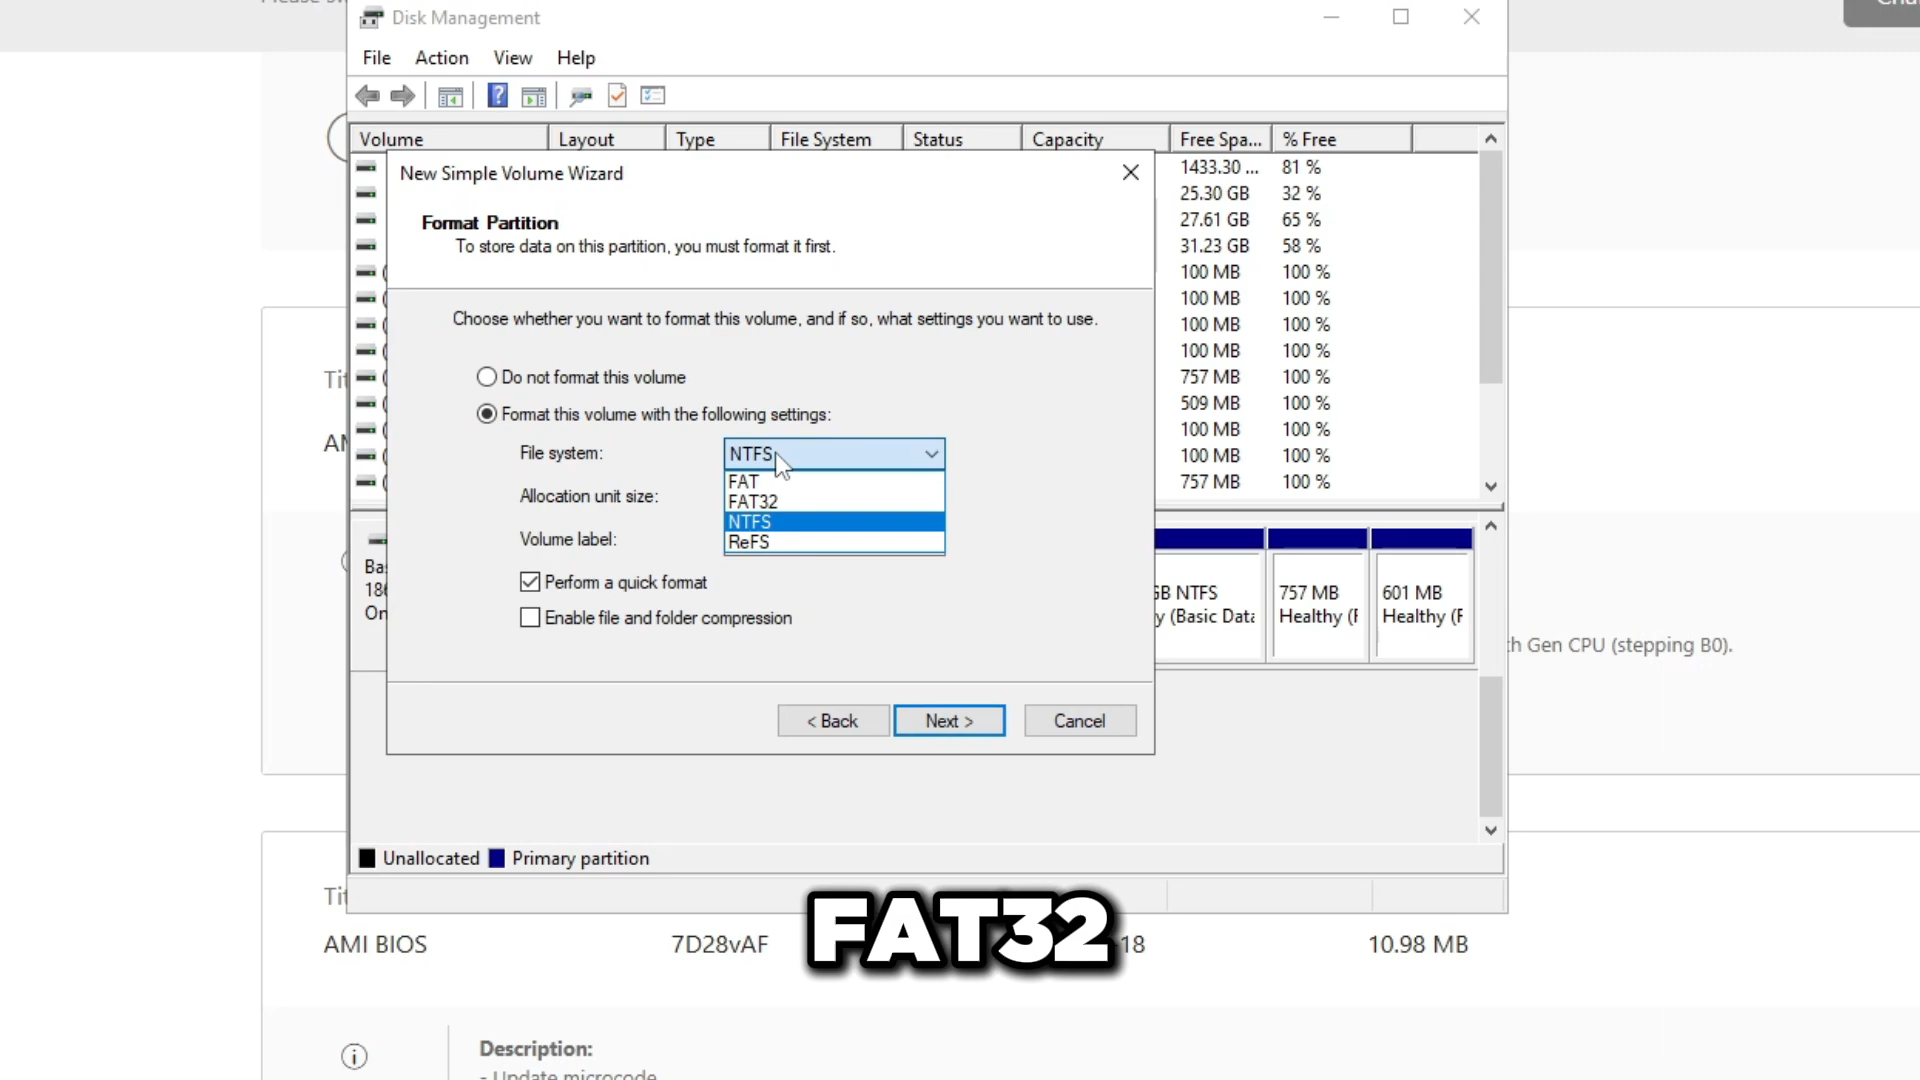 Disk Management
File Action View Help
Volume Layout Type File System Status Capacity Free Spa... % Free
1433.30 ... 81 %
25.30 GB 32 %
27.61 GB 65 %
31.23 GB 58 %
100 MB 100 %
100 MB 100 %
100 MB 100 %
100 MB 100 %
757 MB 100 %
509 MB 100 %
100 MB 100 %
100 MB 100 %
757 MB 100 %
New Simple Volume Wizard
Format Partition
To store data on this partition, you must format it first.
Choose whether you want to format this volume, and if so, what settings you want to use.
Do not format this volume
Format this volume with the following settings:
File system: NTFS
FAT
FAT32
NTFS
ReFS
Allocation unit size:
Volume label:
Perform a quick format
Enable file and folder compression
< Back Next > Cancel
Ba
186
On
GB NTFS
y (Basic Data
757 MB
Healthy (F
601 MB
Healthy (F
h Gen CPU (stepping B0).
Unallocated Primary partition
Tit
AM
Tit
FAT32
AMI BIOS 7D28vAF 18 10.98 MB
Description:
- Update microcode